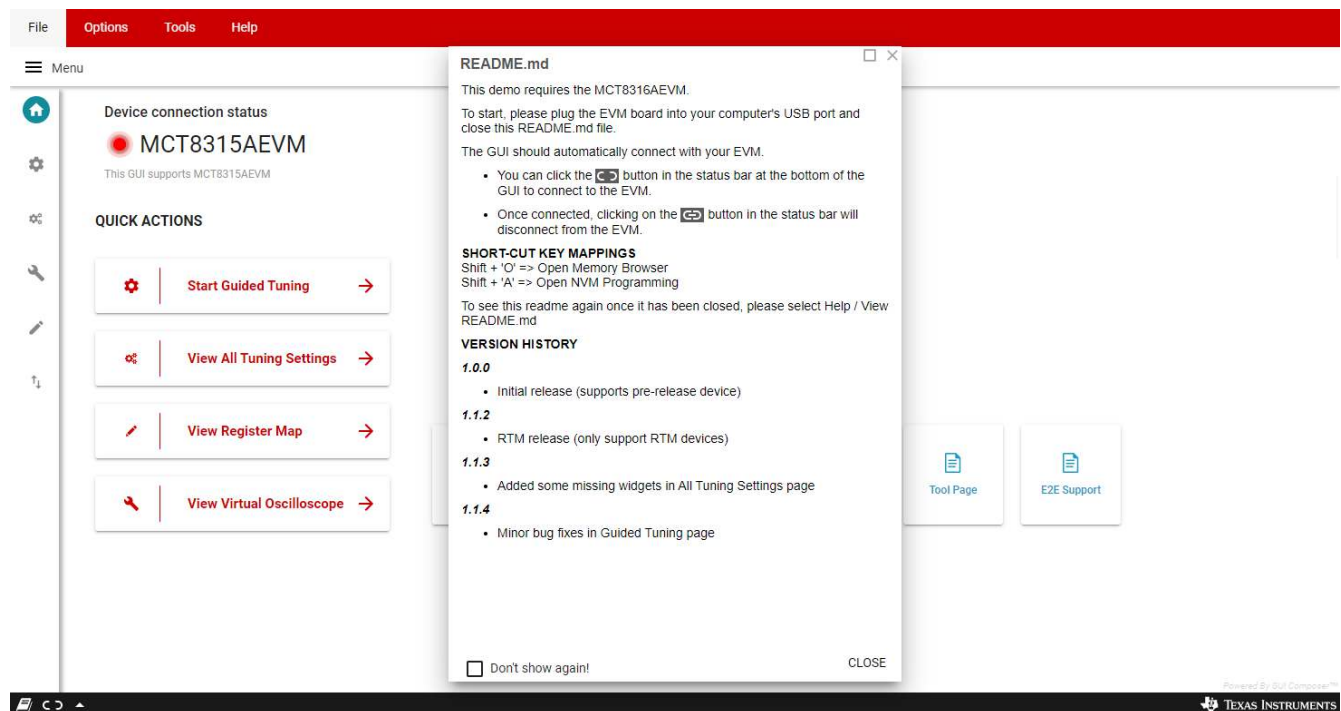 File Options Tools Help
Menu
Device connection status
MCT8315AEVM
This GUI supports MCT8315AEVM
QUICK ACTIONS
Start Guided Tuning
View All Tuning Settings
View Register Map
View Virtual Oscilloscope
README.md
This demo requires the MCT8316AEVM.
To start, please plug the EVM board into your computer's USB port and
close this README.md file.
The GUI should automatically connect with your EVM.
• You can click the button in the status bar at the bottom of the
GUI to connect to the EVM.
• Once connected, clicking on the button in the status bar will
disconnect from the EVM.
SHORT-CUT KEY MAPPINGS
Shift + 'O' => Open Memory Browser
Shift + 'A' => Open NVM Programming
To see this readme again once it has been closed, please select Help / View
README.md
VERSION HISTORY
1.0.0
• Initial release (supports pre-release device)
1.1.2
• RTM release (only support RTM devices)
1.1.3
• Added some missing widgets in All Tuning Settings page
1.1.4
• Minor bug fixes in Guided Tuning page
Don't show again!
CLOSE
Tool Page
E2E Support
Powered By GUI Composer™
TEXAS INSTRUMENTS